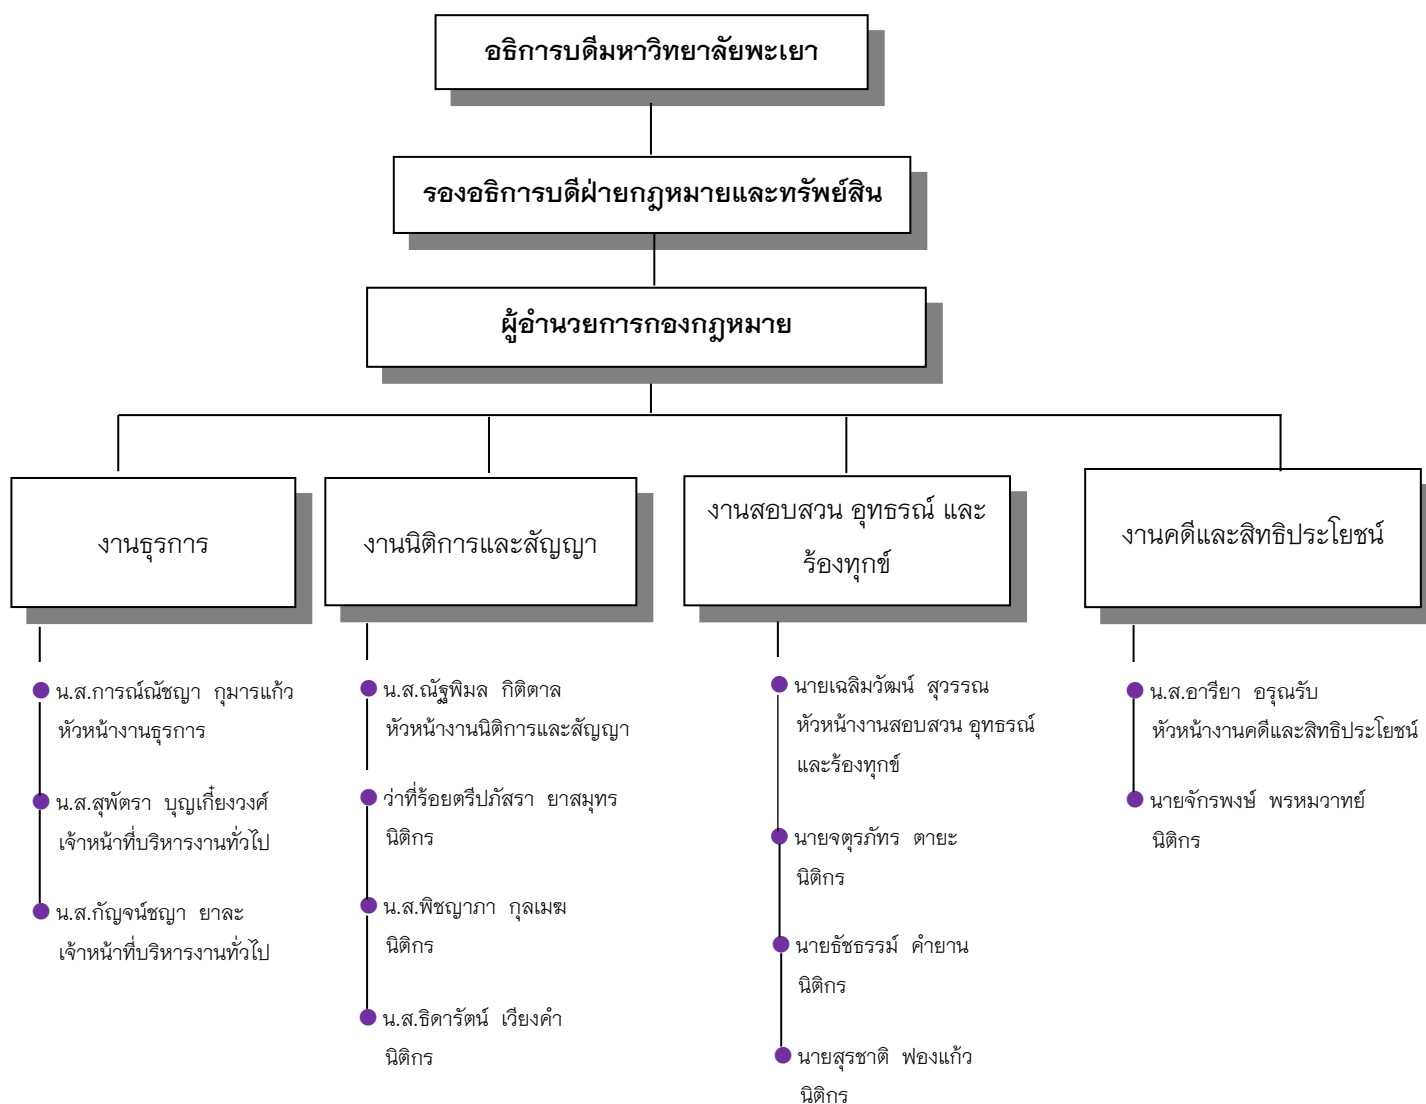 อธิการบดีมหาวิทยาลัยพะเยา
รองอธิการบดีฝ่ายกฎหมายและทรัพย์สิน
ผู้อำนวยการกองกฎหมาย
งานธุรการ
น.ส.การณ์ณัชญา กุมารแก้ว
หัวหน้างานธุรการ
น.ส.สุพัตรา บุญเกี๋ยงวงศ์
เจ้าหน้าที่บริหารงานทั่วไป
น.ส.กัญจน์ชญา ยาละ
เจ้าหน้าที่บริหารงานทั่วไป
งานนิติการและสัญญา
น.ส.ณัฐพิมล กิติตาล
หัวหน้างานนิติการและสัญญา
ว่าที่ร้อยตรีปภัสรา ยาสมุทร
นิติกร
น.ส.พิชญาภา กุลเมฆ
นิติกร
น.ส.ธิดารัตน์ เวียงคำ
นิติกร
งานสอบสวน อุทธรณ์ และ
ร้องทุกข์
นายเฉลิมวัฒน์ สุวรรณ
หัวหน้างานสอบสวน อุทธรณ์
และร้องทุกข์
นายจตุรภัทร ตายะ
นิติกร
นายธัชธรรม์ คำยาน
นิติกร
นายสุรชาติ ฟองแก้ว
นิติกร
งานคดีและสิทธิประโยชน์
น.ส.อารียา อรุณรับ
หัวหน้างานคดีและสิทธิประโยชน์
นายจักรพงษ์ พรหมวาทย์
นิติกร